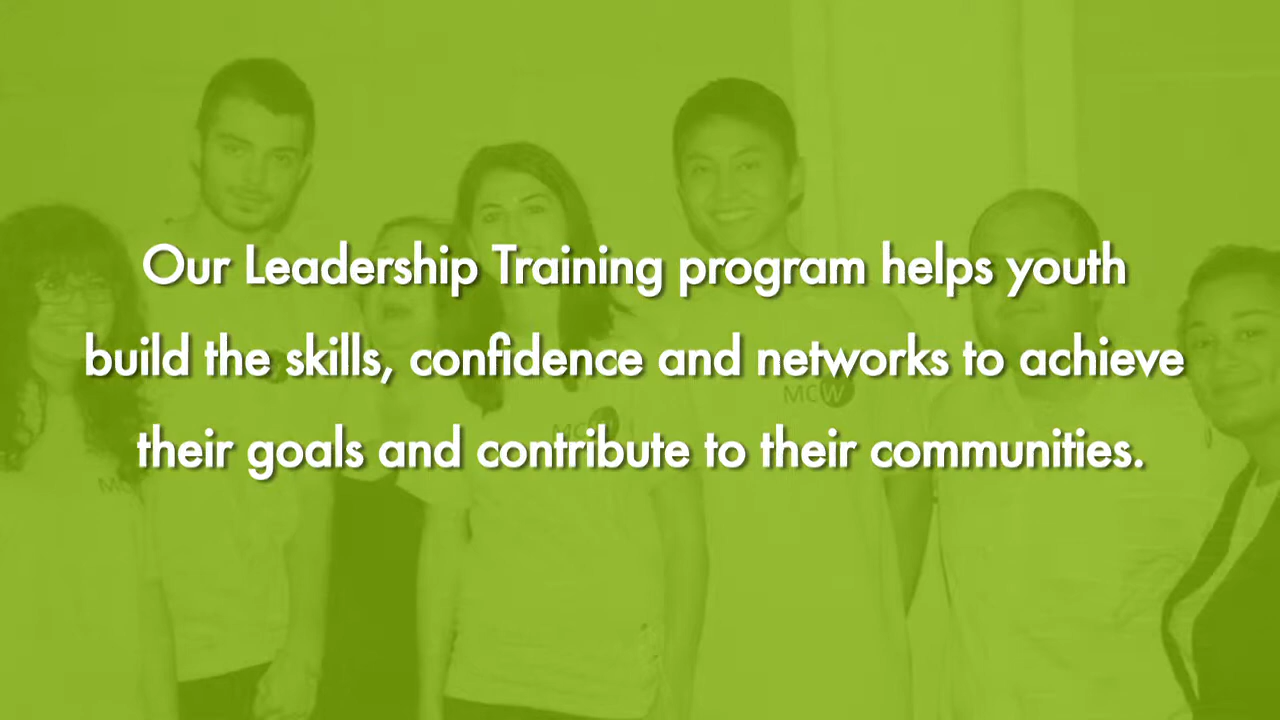 Our Leadership Training program helps youth
build the skills, confidence and networks to achieve
MCW
their goals and contribute to their communities.